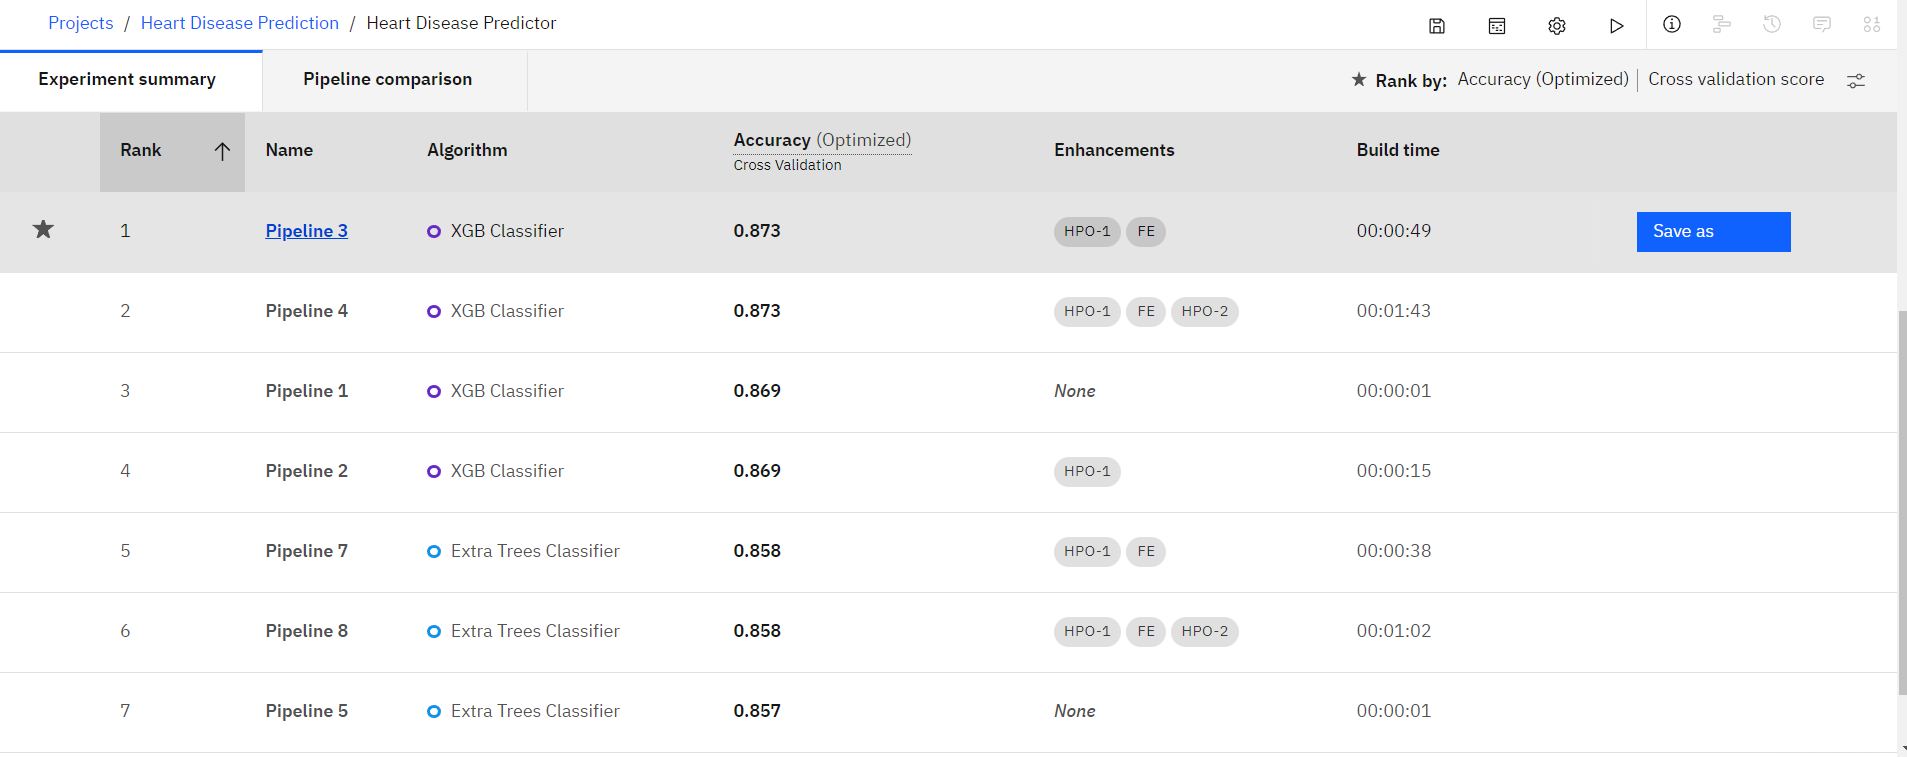 Projects / Heart Disease Prediction / Heart Disease Predictor
Experiment summary Pipeline comparison ★ Rank by: Accuracy (Optimized) | Cross validation score
Rank ↑ Name Algorithm Accuracy (Optimized) Enhancements Build time
Cross Validation
1 Pipeline 3 XGB Classifier 0.873 HPO-1 FE 00:00:49 Save as
2 Pipeline 4 XGB Classifier 0.873 HPO-1 FE HPO-2 00:01:43
3 Pipeline 1 XGB Classifier 0.869 None 00:00:01
4 Pipeline 2 XGB Classifier 0.869 HPO-1 00:00:15
5 Pipeline 7 Extra Trees Classifier 0.858 HPO-1 FE 00:00:38
6 Pipeline 8 Extra Trees Classifier 0.858 HPO-1 FE HPO-2 00:01:02
7 Pipeline 5 Extra Trees Classifier 0.857 None 00:00:01